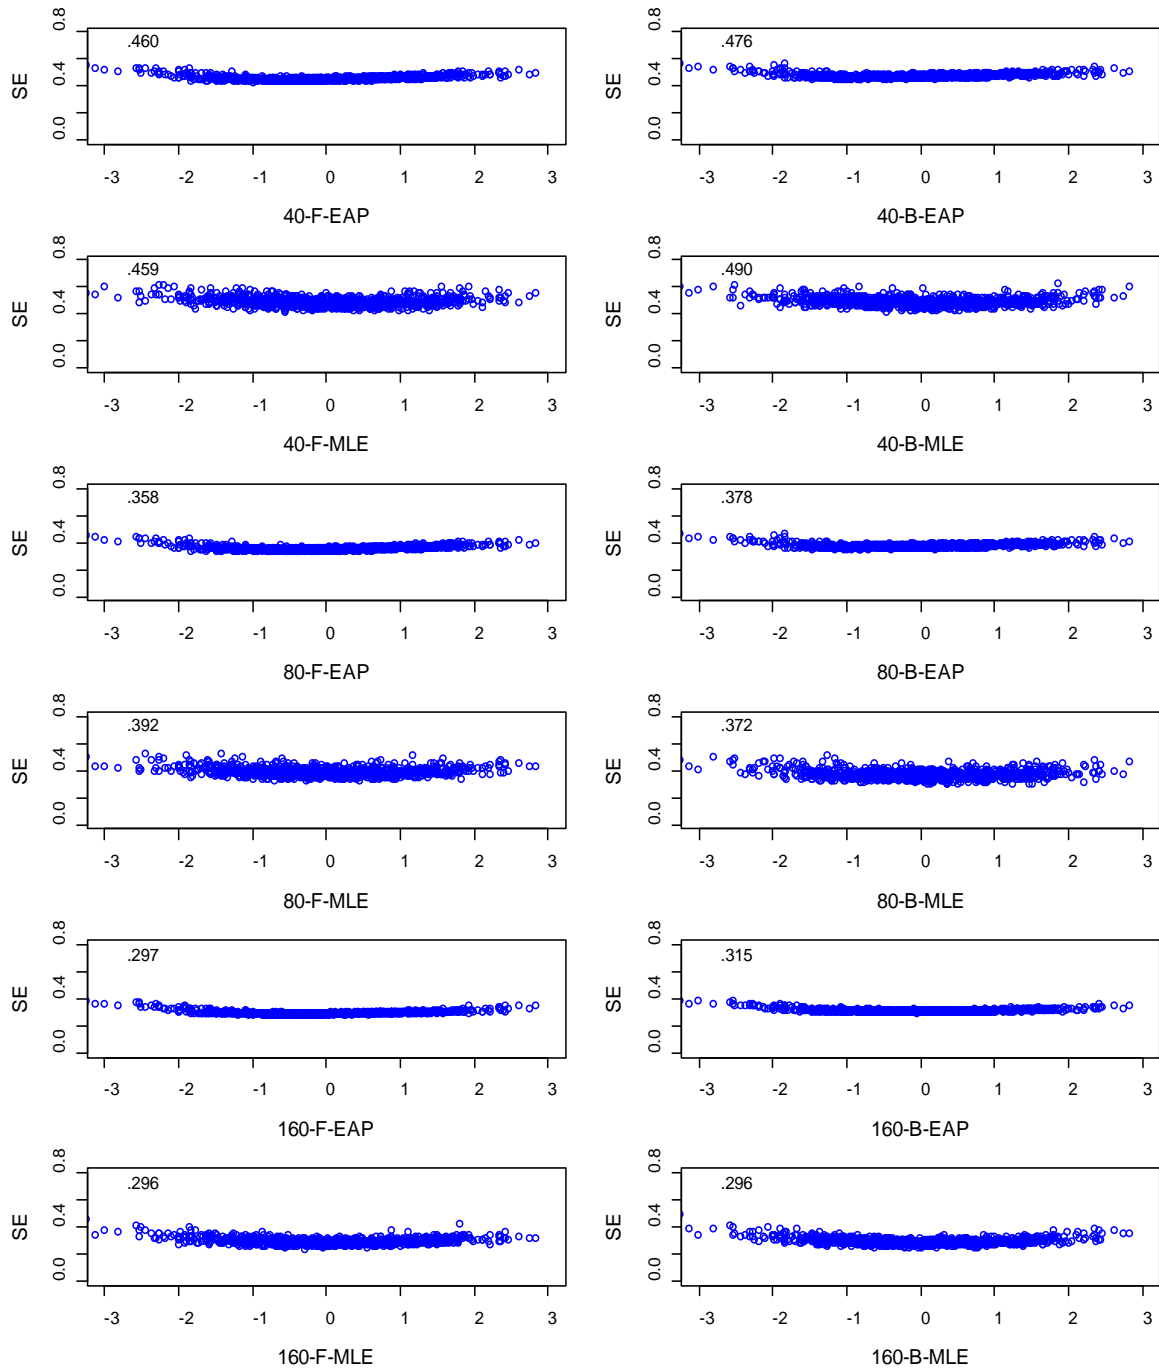 0.8
.460
0.4
0.0
SE
-3 -2 -1 0 1 2 3
40-F-EAP
0.8
.476
0.4
0.0
SE
-3 -2 -1 0 1 2 3
40-B-EAP
0.8
.459
0.4
0.0
SE
-3 -2 -1 0 1 2 3
40-F-MLE
0.8
.490
0.4
0.0
SE
-3 -2 -1 0 1 2 3
40-B-MLE
0.8
.358
0.4
0.0
SE
-3 -2 -1 0 1 2 3
80-F-EAP
0.8
.378
0.4
0.0
SE
-3 -2 -1 0 1 2 3
80-B-EAP
0.8
.392
0.4
0.0
SE
-3 -2 -1 0 1 2 3
80-F-MLE
0.8
.372
0.4
0.0
SE
-3 -2 -1 0 1 2 3
80-B-MLE
0.8
.297
0.4
0.0
SE
-3 -2 -1 0 1 2 3
160-F-EAP
0.8
.315
0.4
0.0
SE
-3 -2 -1 0 1 2 3
160-B-EAP
0.8
.296
0.4
0.0
SE
-3 -2 -1 0 1 2 3
160-F-MLE
0.8
.296
0.4
0.0
SE
-3 -2 -1 0 1 2 3
160-B-MLE